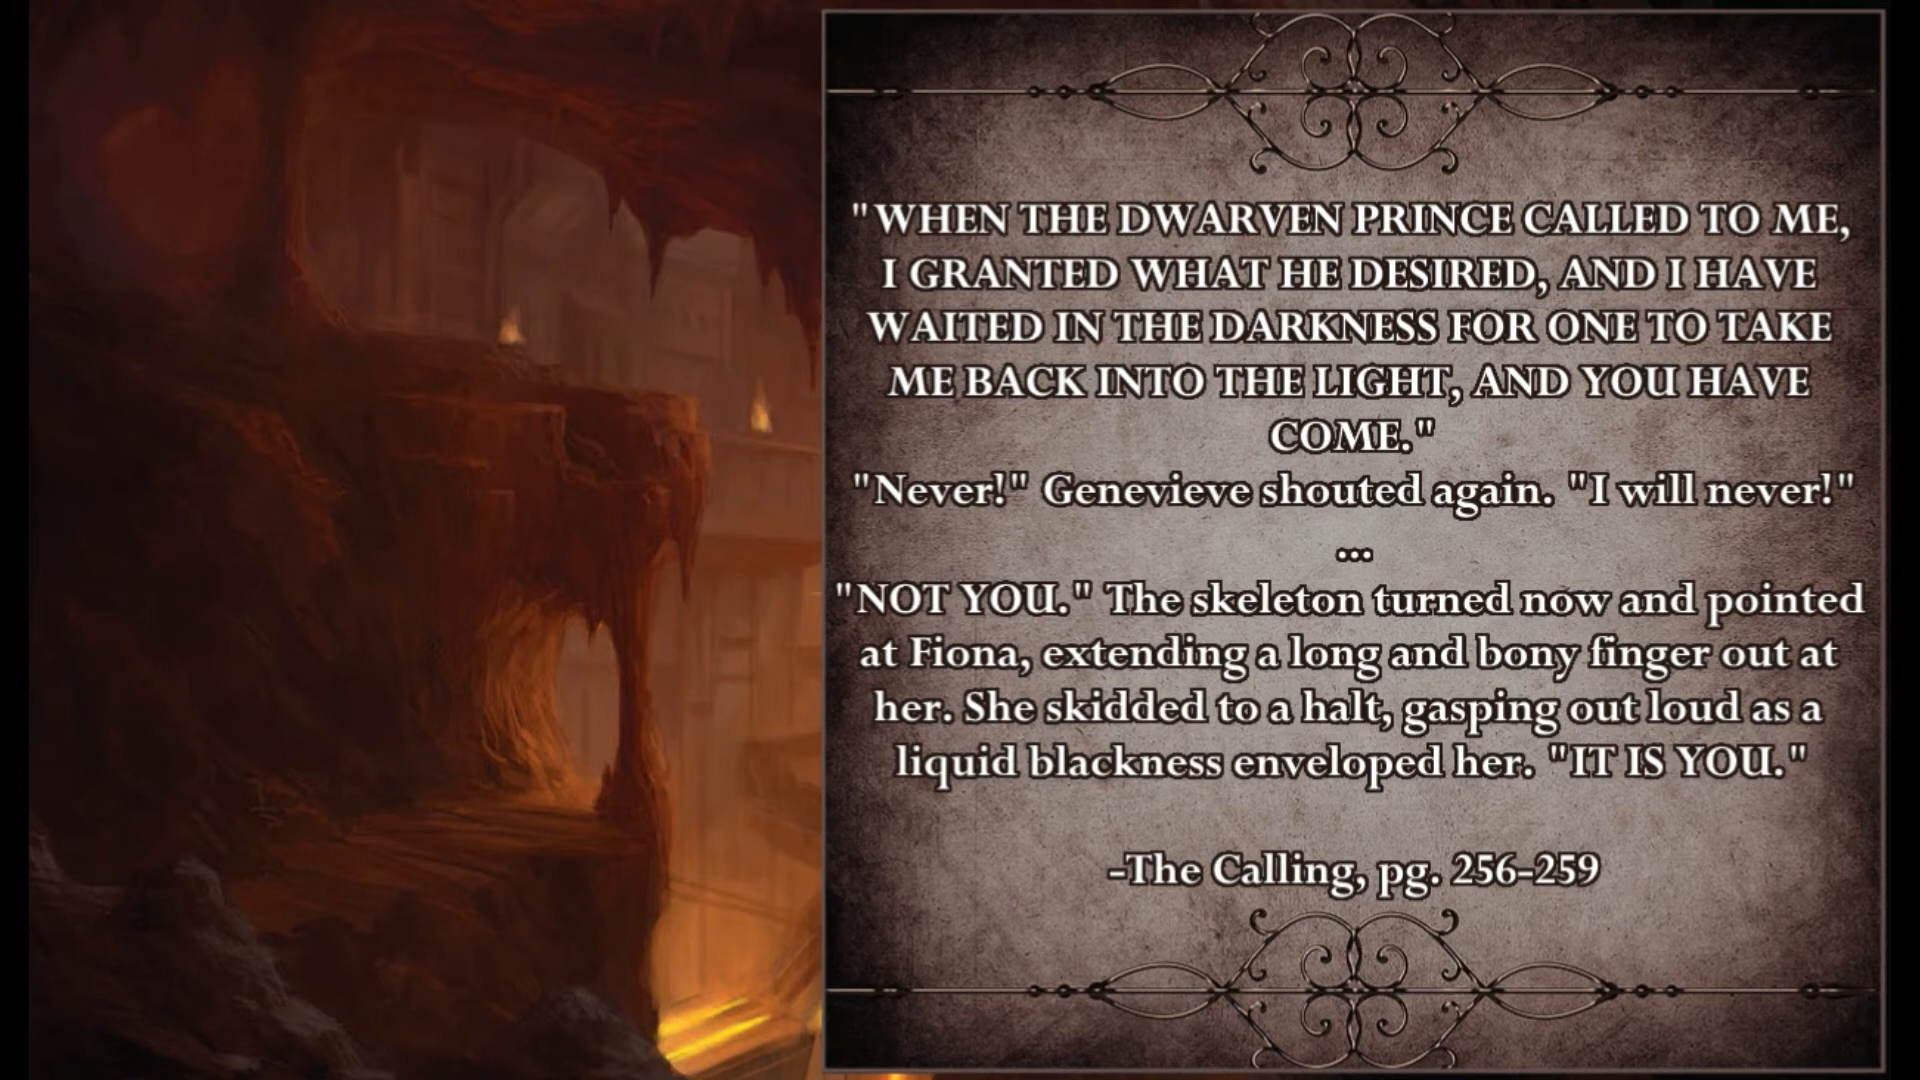 "WHEN THE DWARVEN PRINCE CALLED TO ME,
I GRANTED WHAT HE DESIRED, AND I HAVE
WAITED IN THE DARKNESS FOR ONE TO TAKE
ME BACK INTO THE LIGHT, AND YOU HAVE
COME."
"Never!" Genevieve shouted again. "I will never!"
...
"NOT YOU." The skeleton turned now and pointed
at Fiona, extending a long and bony finger out at
her. She skidded to a halt, gasping out loud as a
liquid blackness enveloped her. "IT IS YOU."
-The Calling, pg. 256-259